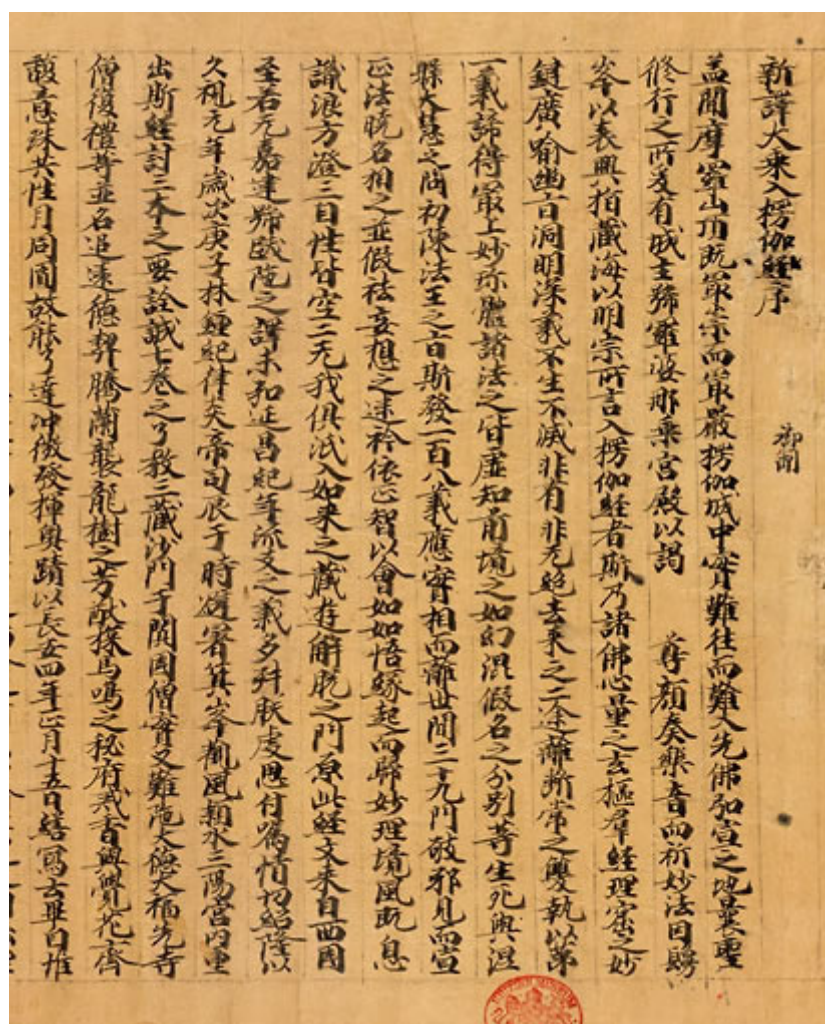 新譯大乘入楞伽經序
御制
蓋聞摩羅山頂既㝡崇而㝡嚴楞伽城中實難往而難入先佛弘宣之地曩聖
修行之所爰有城主號羅婆那乘宮殿以謁 尊顏奏樂音而祈妙法因賜
峯以表興指藏海以明宗所言入楞伽經者斯乃諸佛心量之玄樞群經理窟之妙
鍵廣喻幽旨洞明深義不生不滅非有非无絕去来之二途離斷常之雙執以第
一義諦得㝡上妙珎體諸法之皆虛知前境之如幻混假名之分別等生死與涅
槃大慧之問初陳法王之旨斯發一百八義應實相而離世間三十九門破邪見而宣
正法曉名相之並假祛妄想之迷衿依正智以會如如悟緣起而歸妙理境風既息
識浪方澄三自性皆空二无我俱泯入如来之藏遊解脫之門原此經文来自西國
至若元嘉建號跋陀之譯未弘延昌紀年流支之義多舛朕虔思付囑情切紹隆以
久視元年歲次庚子林鍾紀律炎帝司辰于時避暑箕峯觀風潁水三陽宮內重
出斯經討三本之要詮成七卷之了教三藏沙門于闐國僧實叉難陀大德大福先寺
僧復禮等並名追遠德契騰蘭襲龍樹之芳猷探馬鳴之秘府戒香與覺花齊
馥意珠共性月同圓故能了達沖微發揮奧賾以長安四年正月十五日繕寫云畢自惟